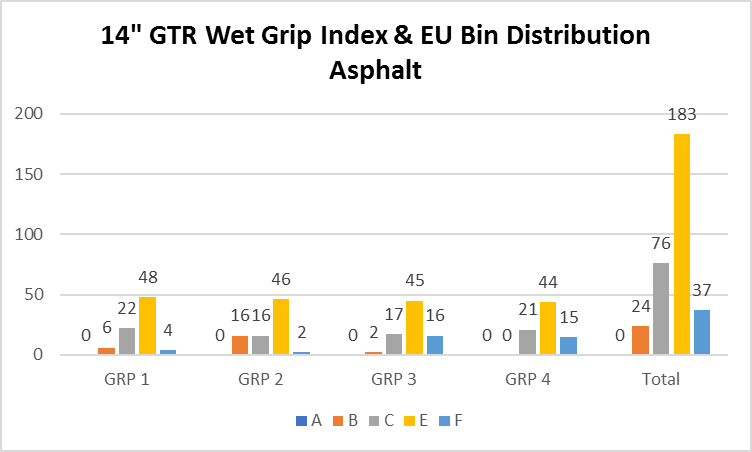 14" GTR Wet Grip Index & EU Bin Distribution
Asphalt
200
150
100
50
0
0 6 22 48 4
0 16 16 46 2
0 2 17 45 16
0 0 21 44 15
0 24 76 183 37
GRP 1 GRP 2 GRP 3 GRP 4 Total
A B C E F